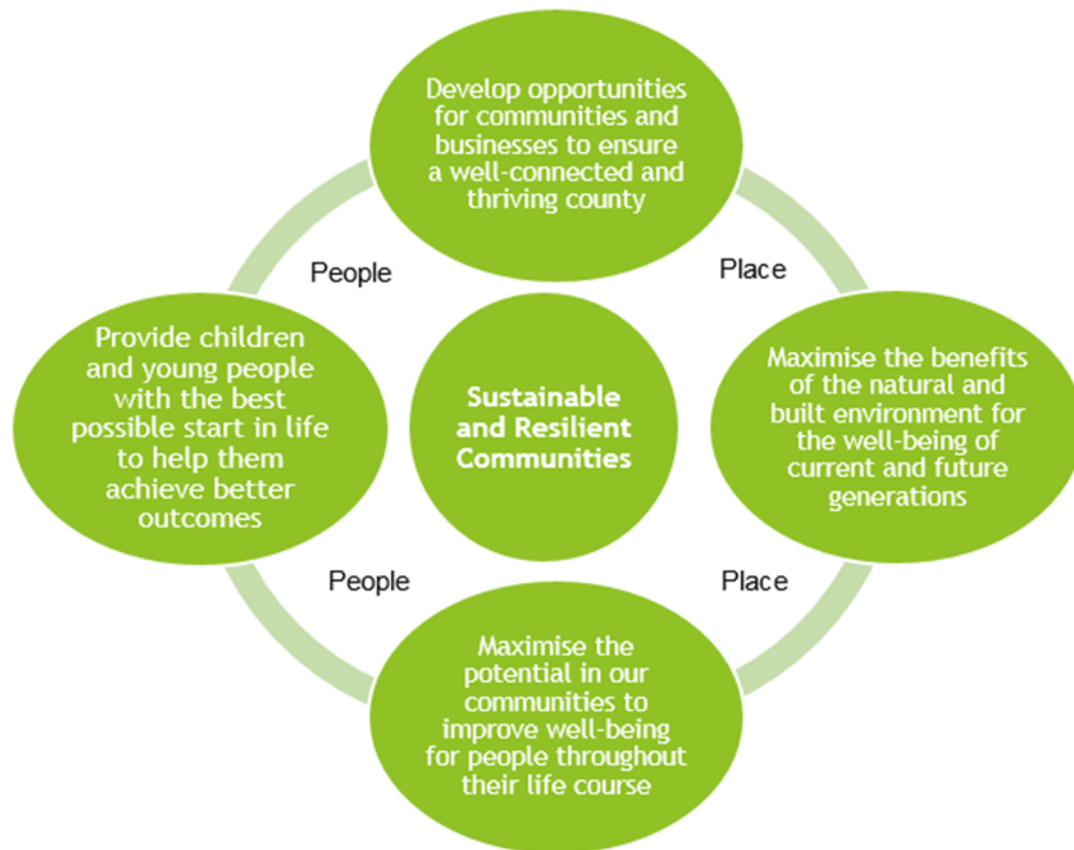 Develop opportunities
for communities and
businesses to ensure
a well-connected and
thriving county
People
Place
Provide children
and young people
with the best
possible start in life
to help them
achieve better
outcomes
Sustainable
and Resilient
Communities
Maximise the benefits
of the natural and
built environment for
the well-being of
current and future
generations
People
Place
Maximise the
potential in our
communities to
improve well-being
for people throughout
their life course